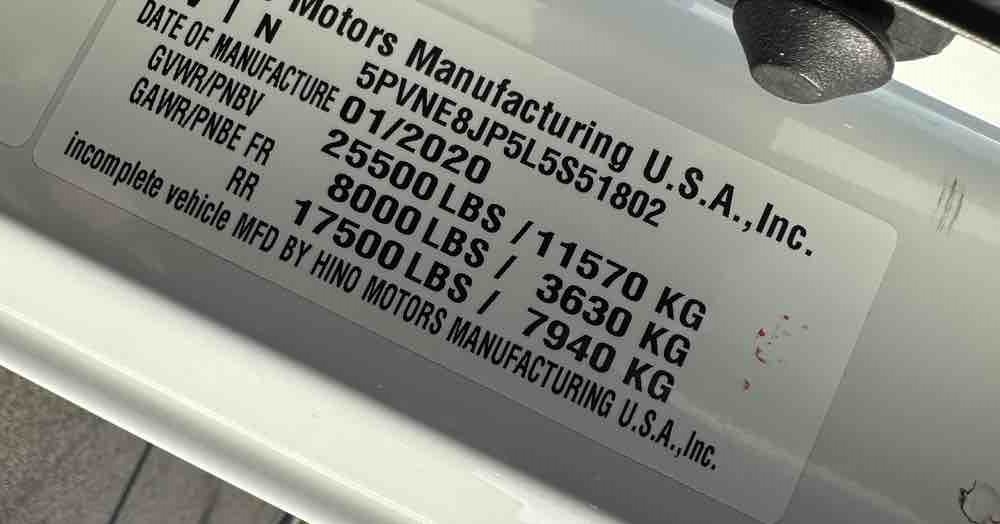 Motors Manufacturing U.S.A.,Inc.
V I N 5PVNE8JP5L5S51802
DATE OF MANUFACTURE 01/2020
GVWR/PNBV 25500 LBS / 11570 KG
GAWR/PNBE FR 8000 LBS / 3630 KG
RR 17500 LBS / 7940 KG
incomplete vehicle MFD BY HINO MOTORS MANUFACTURING U.S.A.,Inc.